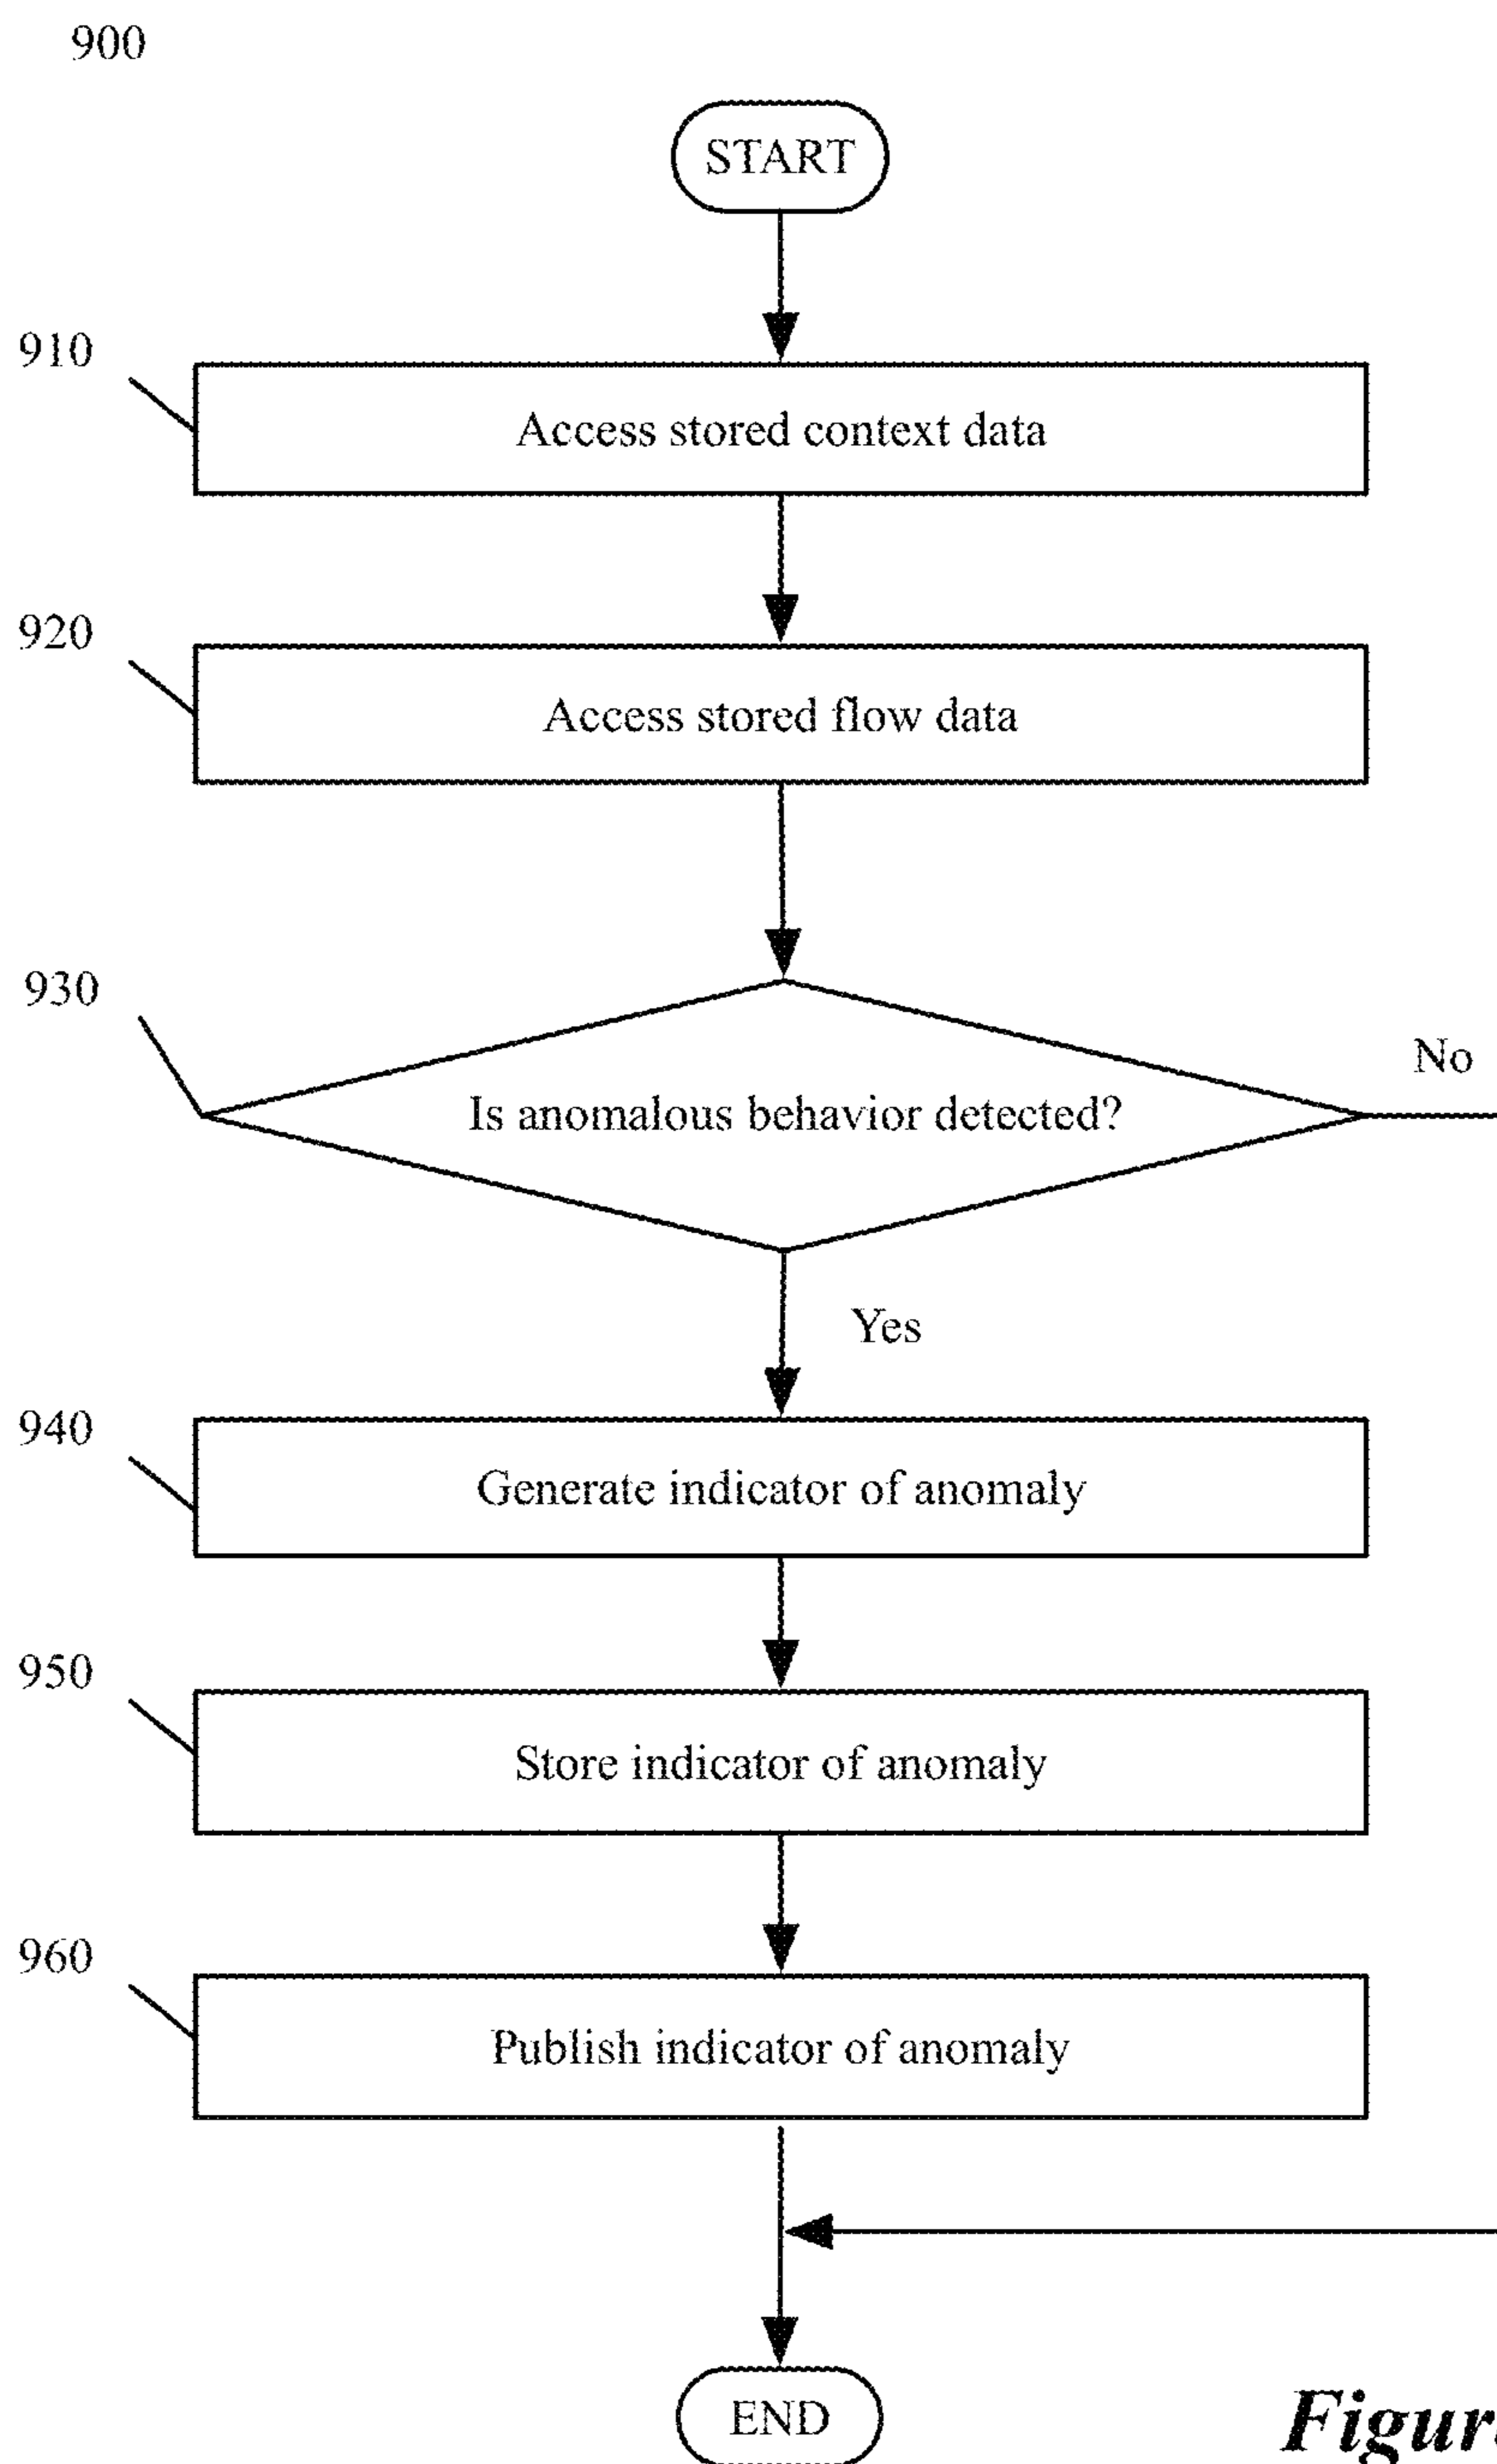 900
START
910
Access stored context data
920
Access stored flow data
930
Is anomalous behavior detected?
No
Yes
940
Generate indicator of anomaly
950
Store indicator of anomaly
960
Publish indicator of anomaly
END